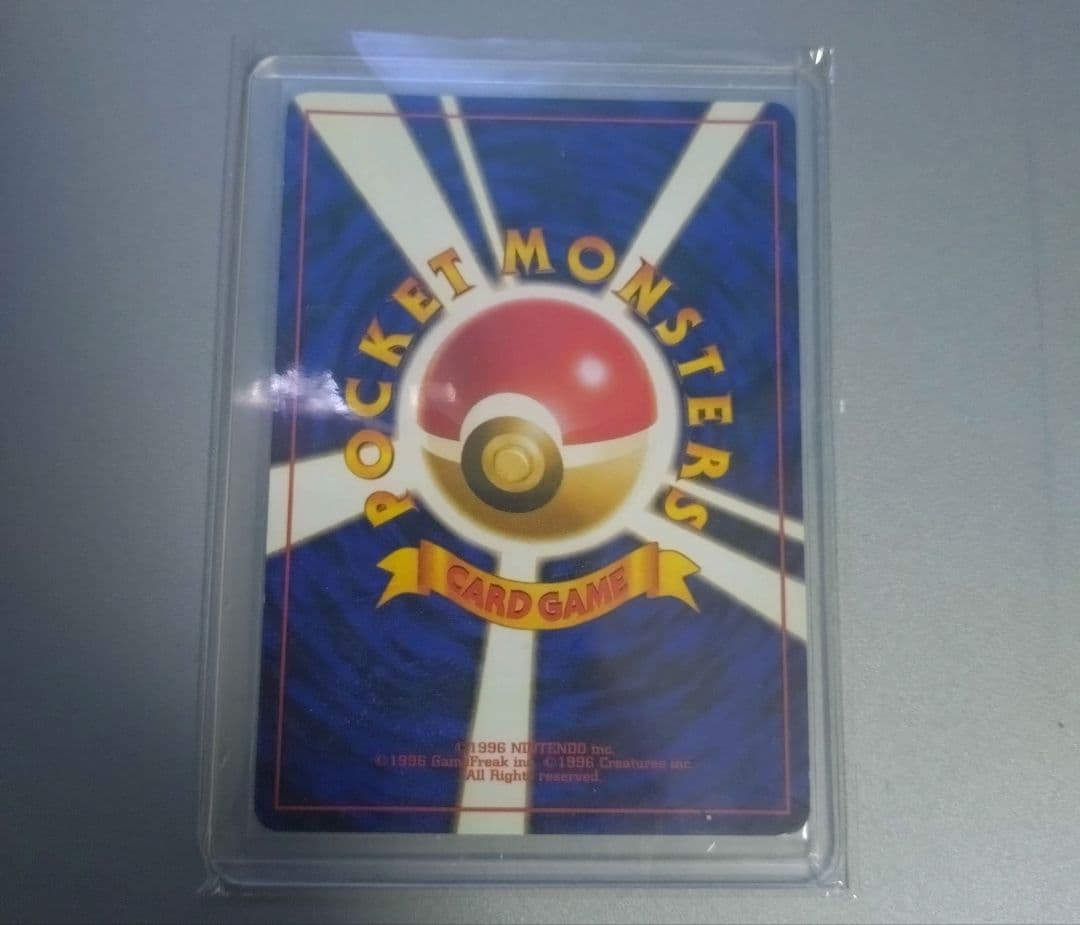 POCKET MONSTERS
CARD GAME
©1996 NINTENDO inc.
©1996 GameFreak inc. ©1996 Creatures inc.
All Rights reserved.